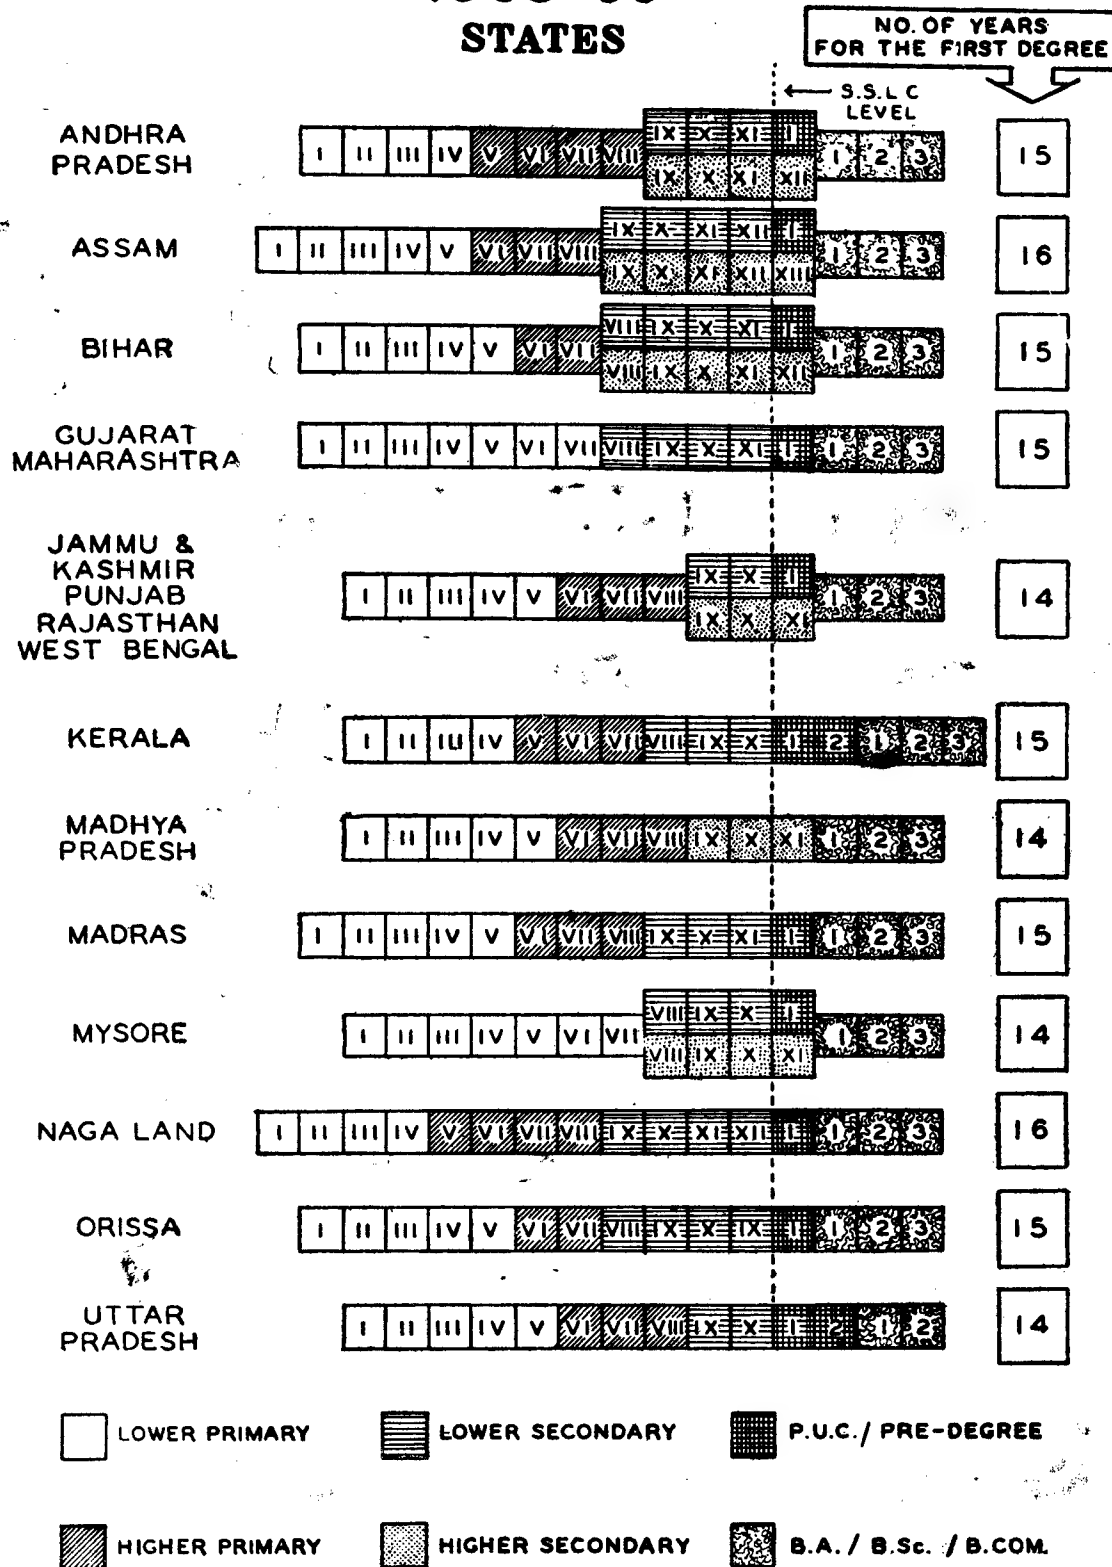 STATES
NO. OF YEARS
FOR THE FIRST DEGREE
← S.S.L C
LEVEL
ANDHRA
PRADESH
I II III IV V VI VII VIII
IX X XI I
IX X XI XII
1 2 3
15
ASSAM
I II III IV V VI VII VIII
IX X XI XII I
IX X XI XII XIII
1 2 3
16
BIHAR
I II III IV V VI VII
VIII IX X XI I
VIII IX X XI XII
1 2 3
15
GUJARAT
MAHARASHTRA
I II III IV V VI VII VIII IX X XI I 1 2 3
15
JAMMU &
KASHMIR
PUNJAB
RAJASTHAN
WEST BENGAL
I II III IV V VI VII VIII
IX X I
IX X XI
1 2 3
14
KERALA
I II III IV V VI VII VIII IX X 1 2 1 2 3
15
MADHYA
PRADESH
I II III IV V VI VII VIII IX X XI 1 2 3
14
MADRAS
I II III IV V VI VII VIII IX X XI I 1 2 3
15
MYSORE
I II III IV V VI VII
VIII IX X I
VIII IX X XI
1 2 3
14
NAGA LAND
I II III IV V VI VII VIII IX X XI XII I 1 2 3
16
ORISSA
I II III IV V VI VII VIII IX X IX I 1 2 3
15
UTTAR
PRADESH
I II III IV V VI VII VIII IX X 1 2 1 2
14
LOWER PRIMARY
LOWER SECONDARY
P.U.C./ PRE-DEGREE
HIGHER PRIMARY
HIGHER SECONDARY
B.A. / B.Sc. / B.COM.